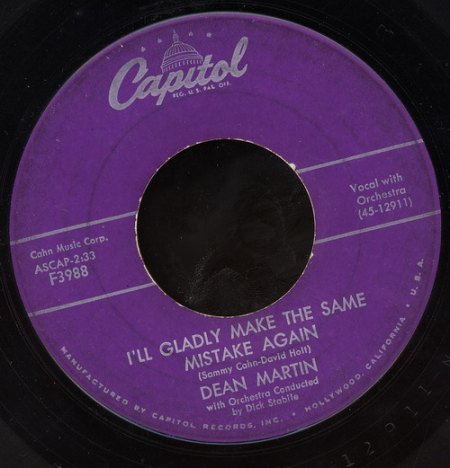 Capitol
REG. U.S. PAT. OFF.
Vocal with
Orchestra
(45-12911)
Cahn Music Corp.
ASCAP-2:33
F3988
I'LL GLADLY MAKE THE SAME
MISTAKE AGAIN
(Sammy Cahn-David Holt)
DEAN MARTIN
with Orchestra Conducted
by Dick Stabile
MANUFACTURED BY CAPITOL RECORDS, INC. • HOLLYWOOD, CALIFORNIA • U.S.A.